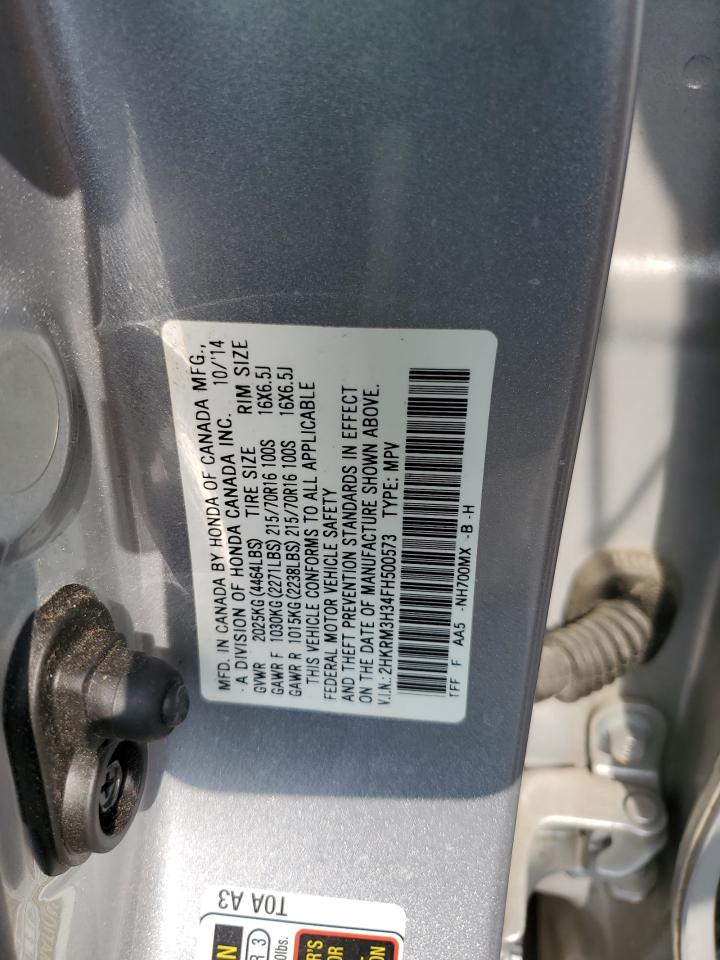 MFD. IN CANADA BY HONDA OF CANADA MFG.,
- A DIVISION OF HONDA CANADA INC. 10/'14
GVWR 2025KG(4464LBS) TIRE SIZE RIM SIZE
GAWR F 1030KG(2271LBS) 215/70R16 100S 16X6.5J
GAWR R 1015KG(2238LBS) 215/70R16 100S 16X6.5J
THIS VEHICLE CONFORMS TO ALL APPLICABLE
FEDERAL MOTOR VEHICLE SAFETY
AND THEFT PREVENTION STANDARDS IN EFFECT
ON THE DATE OF MANUFACTURE SHOWN ABOVE.
V.I.N.:2HKRM3H34FH500573 TYPE: MPV
TFF F AA5 -NH700MX -B -H
T0A A3